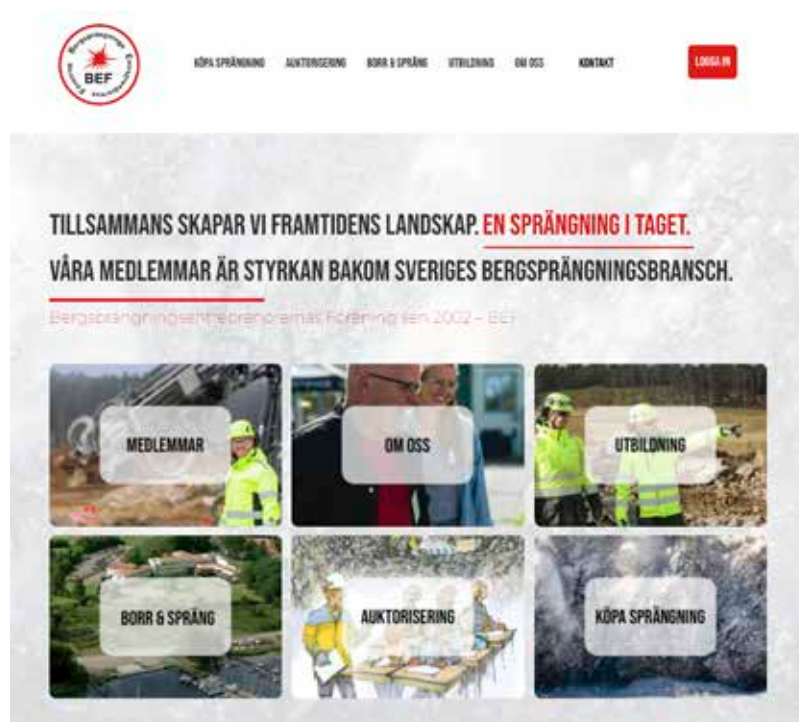 BEF
KÖPA SPRÄNGNING AUKTORISERING BORR & SPRÄNG UTBILDNING OM OSS KONTAKT
LOGGA IN
TILLSAMMANS SKAPAR VI FRAMTIDENS LANDSKAP. EN SPRÄNGNING I TAGET.
VÅRA MEDLEMMAR ÄR STYRKAN BAKOM SVERIGES BERGSPRÄNGNINGSBRANSCH.
Bergsprängningsentreprenörernas Förening sen 2002 – BEF
MEDLEMMAR
OM OSS
UTBILDNING
BORR & SPRÄNG
AUKTORISERING
KÖPA SPRÄNGNING